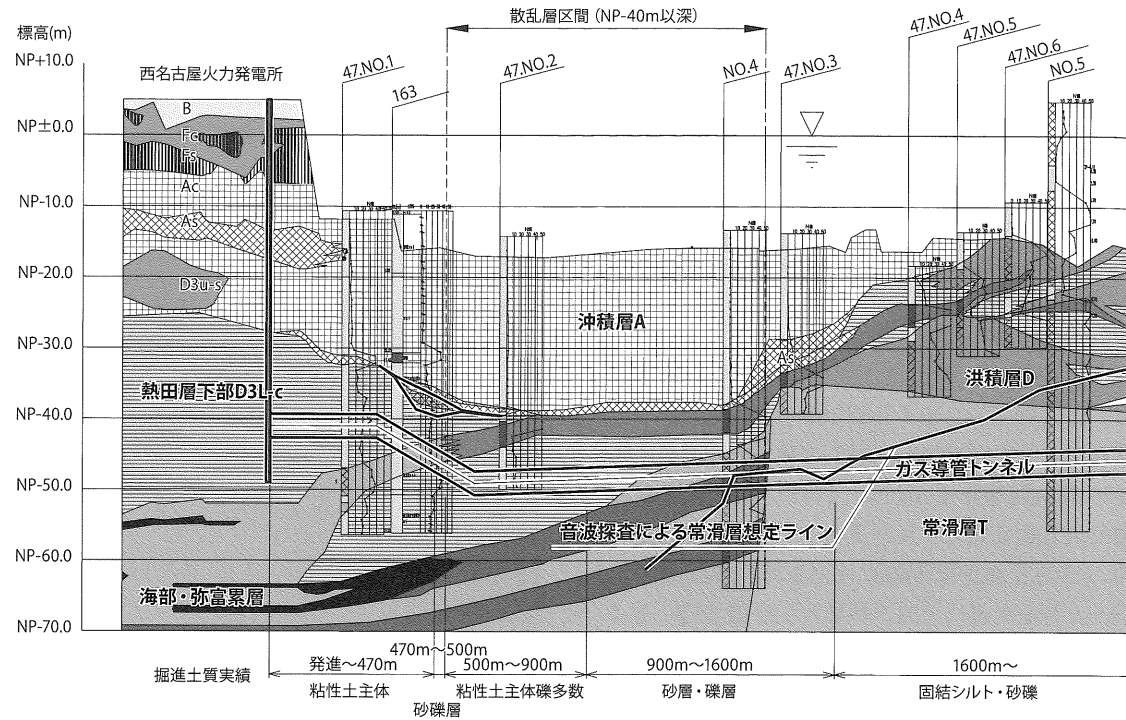 散乱層区間（NP-40m以深）
標高(m)
NP+10.0
NP±0.0
NP-10.0
NP-20.0
NP-30.0
NP-40.0
NP-50.0
NP-60.0
NP-70.0
西名古屋火力発電所
47.NO.1
163
47.NO.2
NO.4
47.NO.3
47.NO.4
47.NO.5
47.NO.6
NO.5
B
Fc
Fs
Ac
As
D3u-s
沖積層A
As
熱田層下部D3L-c
洪積層D
ガス導管トンネル
音波探査による常滑層想定ライン
常滑層T
海部・弥富累層
掘進土質実績
発進～470m
粘性土主体
470m～500m
砂礫層
500m～900m
粘性土主体礫多数
900m～1600m
砂層・礫層
1600m～
固結シルト・砂礫